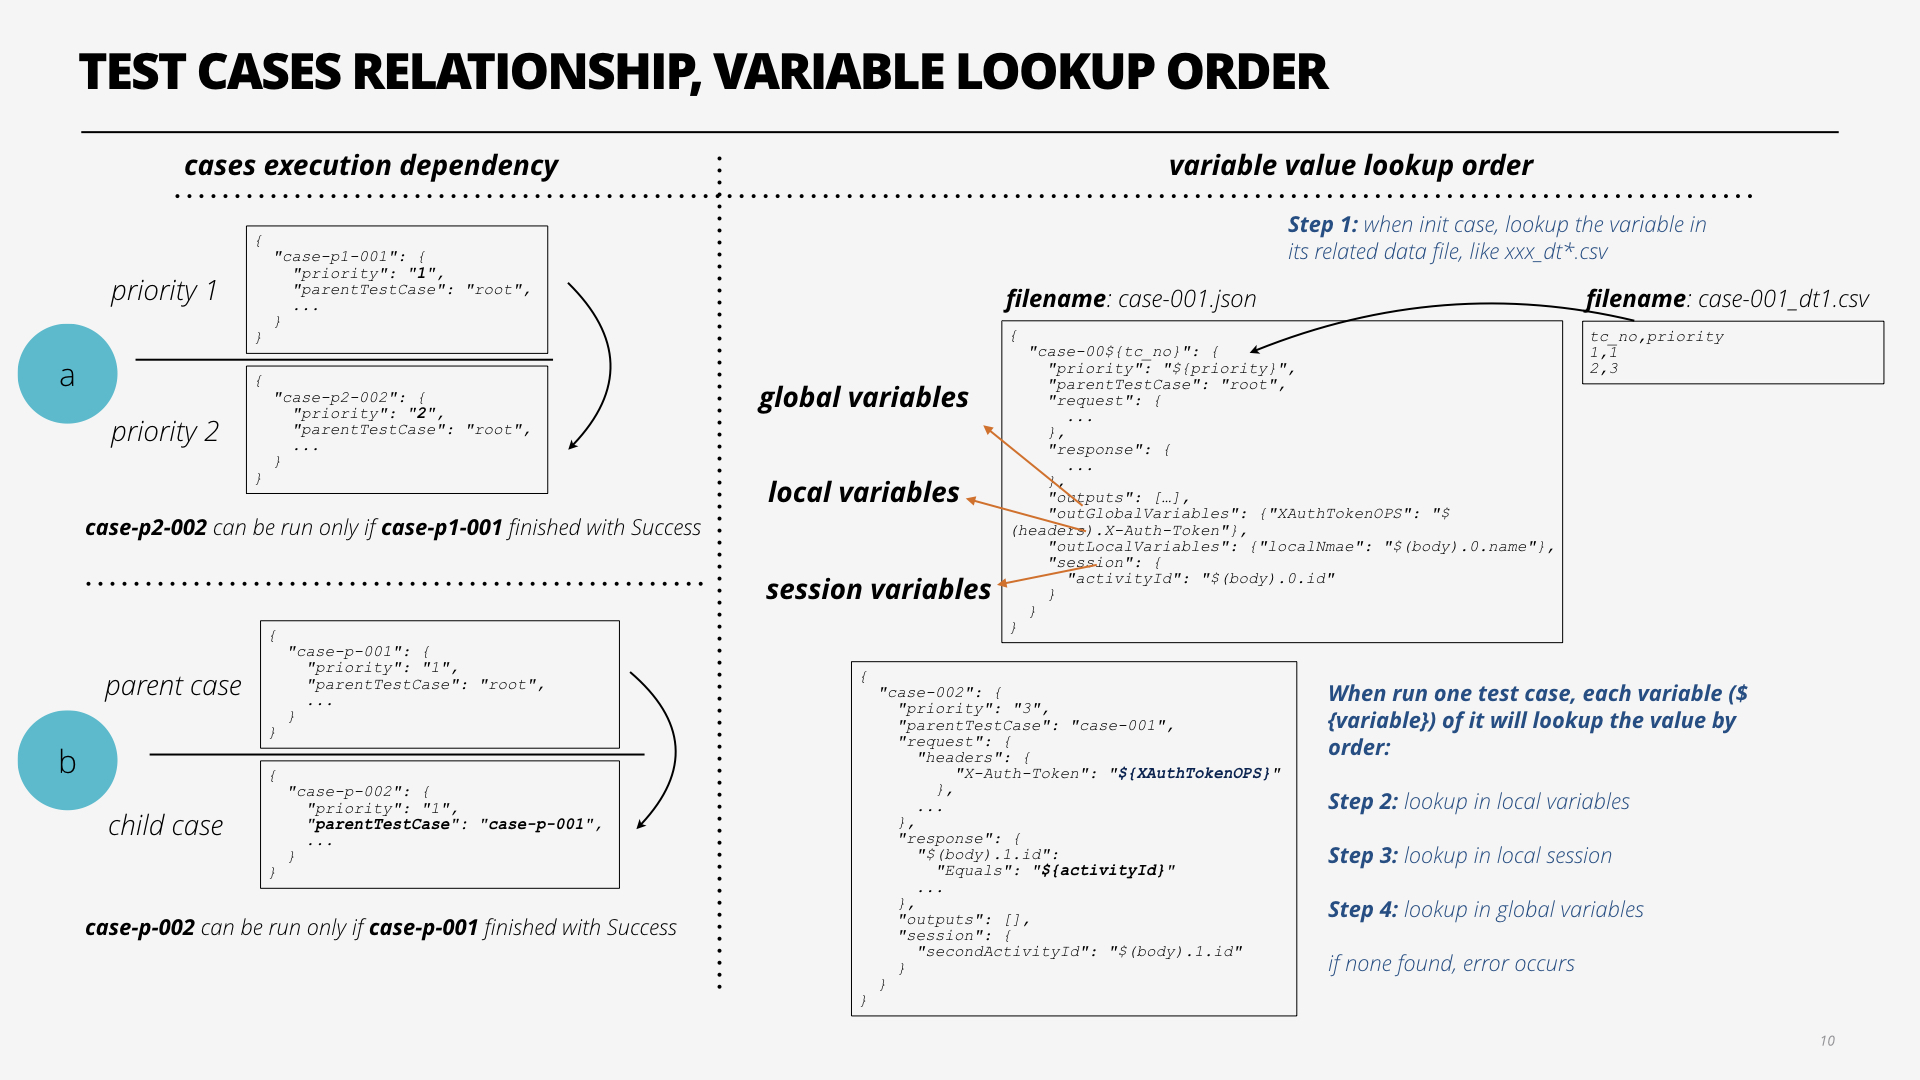 TEST CASES RELATIONSHIP, VARIABLE LOOKUP ORDER
cases execution dependency
a
priority 1
{
"case-p1-001": {
"priority": "1",
"parentTestCase": "root",
...
}
}
priority 2
{
"case-p2-002": {
"priority": "2",
"parentTestCase": "root",
...
}
}
case-p2-002 can be run only if case-p1-001 finished with Success
b
parent case
{
"case-p-001": {
"priority": "1",
"parentTestCase": "root",
...
}
}
child case
{
"case-p-002": {
"priority": "1",
"parentTestCase": "case-p-001",
...
}
}
case-p-002 can be run only if case-p-001 finished with Success
variable value lookup order
Step 1: when init case, lookup the variable in
its related data file, like xxx_dt*.csv
filename: case-001.json
{
"case-00${tc_no}": {
"priority": "${priority}",
"parentTestCase": "root",
"request": {
...
},
"response": {
...
},
"outputs": […],
"outGlobalVariables": {"XAuthTokenOPS": "$
(headers).X-Auth-Token"},
"outLocalVariables": {"localNmae": "$(body).0.name"},
"session": {
"activityId": "$(body).0.id"
}
}
}
filename: case-001_dt1.csv
tc_no,priority
1,1
2,3
global variables
local variables
session variables
{
"case-002": {
"priority": "3",
"parentTestCase": "case-001",
"request": {
"headers": {
"X-Auth-Token": "${XAuthTokenOPS}"
},
...
},
"response": {
"$(body).1.id":
"Equals": "${activityId}"
...
},
"outputs": [],
"session": {
"secondActivityId": "$(body).1.id"
}
}
}
When run one test case, each variable ($
{variable}) of it will lookup the value by
order:
Step 2: lookup in local variables
Step 3: lookup in local session
Step 4: lookup in global variables
if none found, error occurs
10